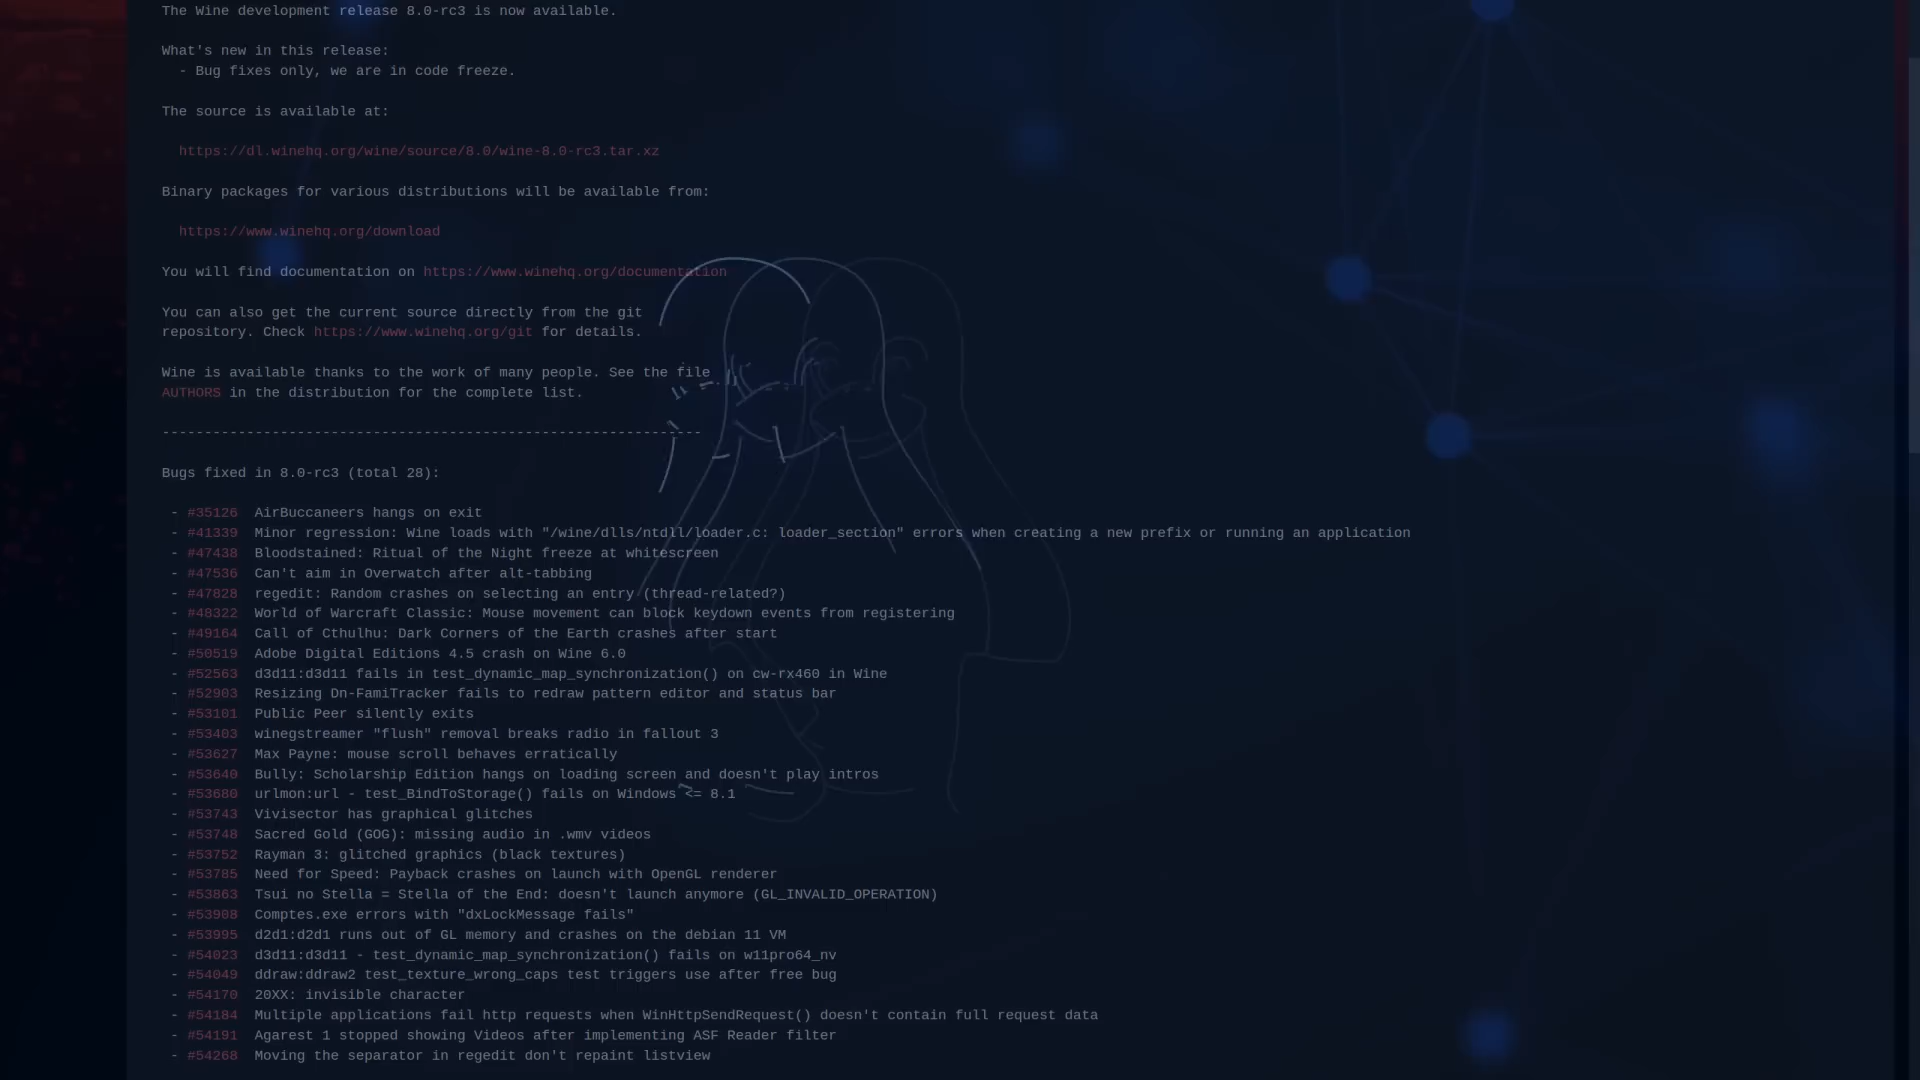 The Wine development release 8.0-rc3 is now available.
What's new in this release:
- Bug fixes only, we are in code freeze.
The source is available at:
https://dl.winehq.org/wine/source/8.0/wine-8.0-rc3.tar.xz
Binary packages for various distributions will be available from:
https://www.winehq.org/download
You will find documentation on https://www.winehq.org/documentation
You can also get the current source directly from the git
repository. Check https://www.winehq.org/git for details.
Wine is available thanks to the work of many people. See the file
AUTHORS in the distribution for the complete list.
----------------------------------------------------------------
Bugs fixed in 8.0-rc3 (total 28):
- #35126  AirBuccaneers hangs on exit
- #41339  Minor regression: Wine loads with "/wine/dlls/ntdll/loader.c: loader_section" errors when creating a new prefix or running an application
- #47438  Bloodstained: Ritual of the Night freeze at whitescreen
- #47536  Can't aim in Overwatch after alt-tabbing
- #47828  regedit: Random crashes on selecting an entry (thread-related?)
- #48322  World of Warcraft Classic: Mouse movement can block keydown events from registering
- #49164  Call of Cthulhu: Dark Corners of the Earth crashes after start
- #50519  Adobe Digital Editions 4.5 crash on Wine 6.0
- #52563  d3d11:d3d11 fails in test_dynamic_map_synchronization() on cw-rx460 in Wine
- #52903  Resizing Dn-FamiTracker fails to redraw pattern editor and status bar
- #53101  Public Peer silently exits
- #53403  winegstreamer "flush" removal breaks radio in fallout 3
- #53627  Max Payne: mouse scroll behaves erratically
- #53640  Bully: Scholarship Edition hangs on loading screen and doesn't play intros
- #53680  urlmon:url - test_BindToStorage() fails on Windows <= 8.1
- #53743  Vivisector has graphical glitches
- #53748  Sacred Gold (GOG): missing audio in .wmv videos
- #53752  Rayman 3: glitched graphics (black textures)
- #53785  Need for Speed: Payback crashes on launch with OpenGL renderer
- #53863  Tsui no Stella = Stella of the End: doesn't launch anymore (GL_INVALID_OPERATION)
- #53908  Comptes.exe errors with "dxLockMessage fails"
- #53995  d2d1:d2d1 runs out of GL memory and crashes on the debian 11 VM
- #54023  d3d11:d3d11 - test_dynamic_map_synchronization() fails on w11pro64_nv
- #54049  ddraw:ddraw2 test_texture_wrong_caps test triggers use after free bug
- #54170  20XX: invisible character
- #54184  Multiple applications fail http requests when WinHttpSendRequest() doesn't contain full request data
- #54191  Agarest 1 stopped showing Videos after implementing ASF Reader filter
- #54268  Moving the separator in regedit don't repaint listview